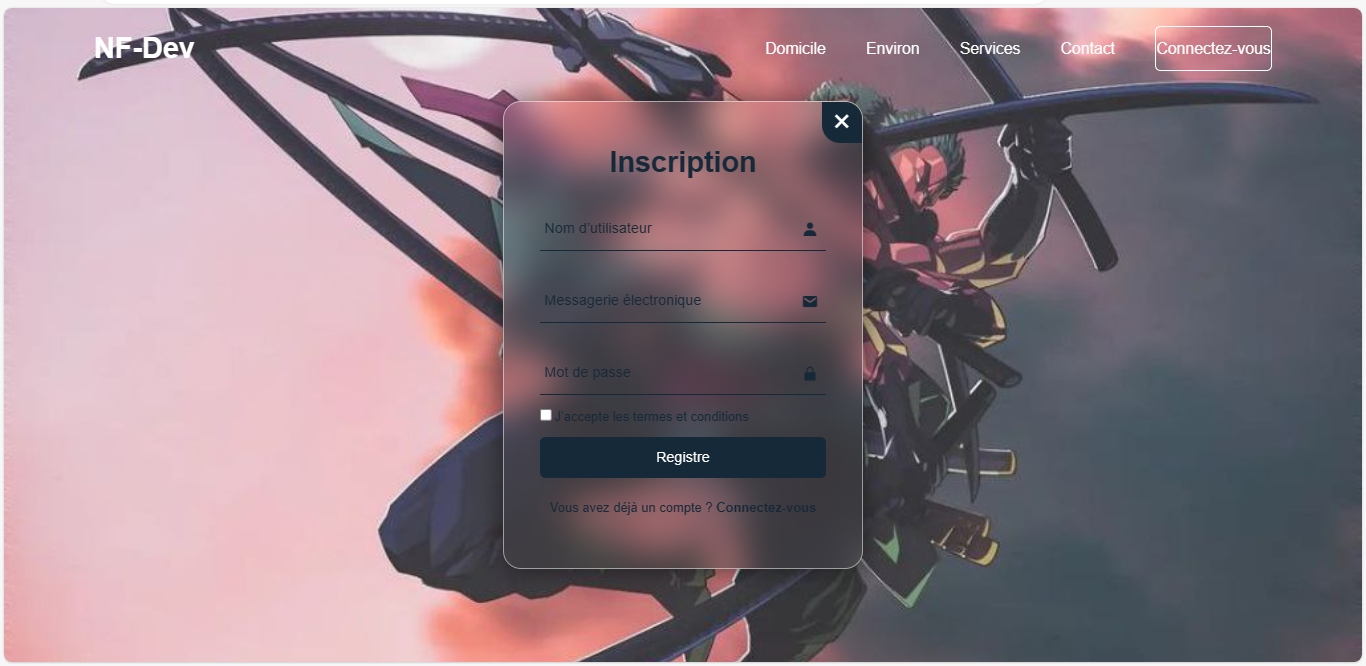 NF-Dev
Domicile Environ Services Contact Connectez-vous
Inscription
Nom d'utilisateur
Messagerie électronique
Mot de passe
J'accepte les termes et conditions
Registre
Vous avez déjà un compte ? Connectez-vous